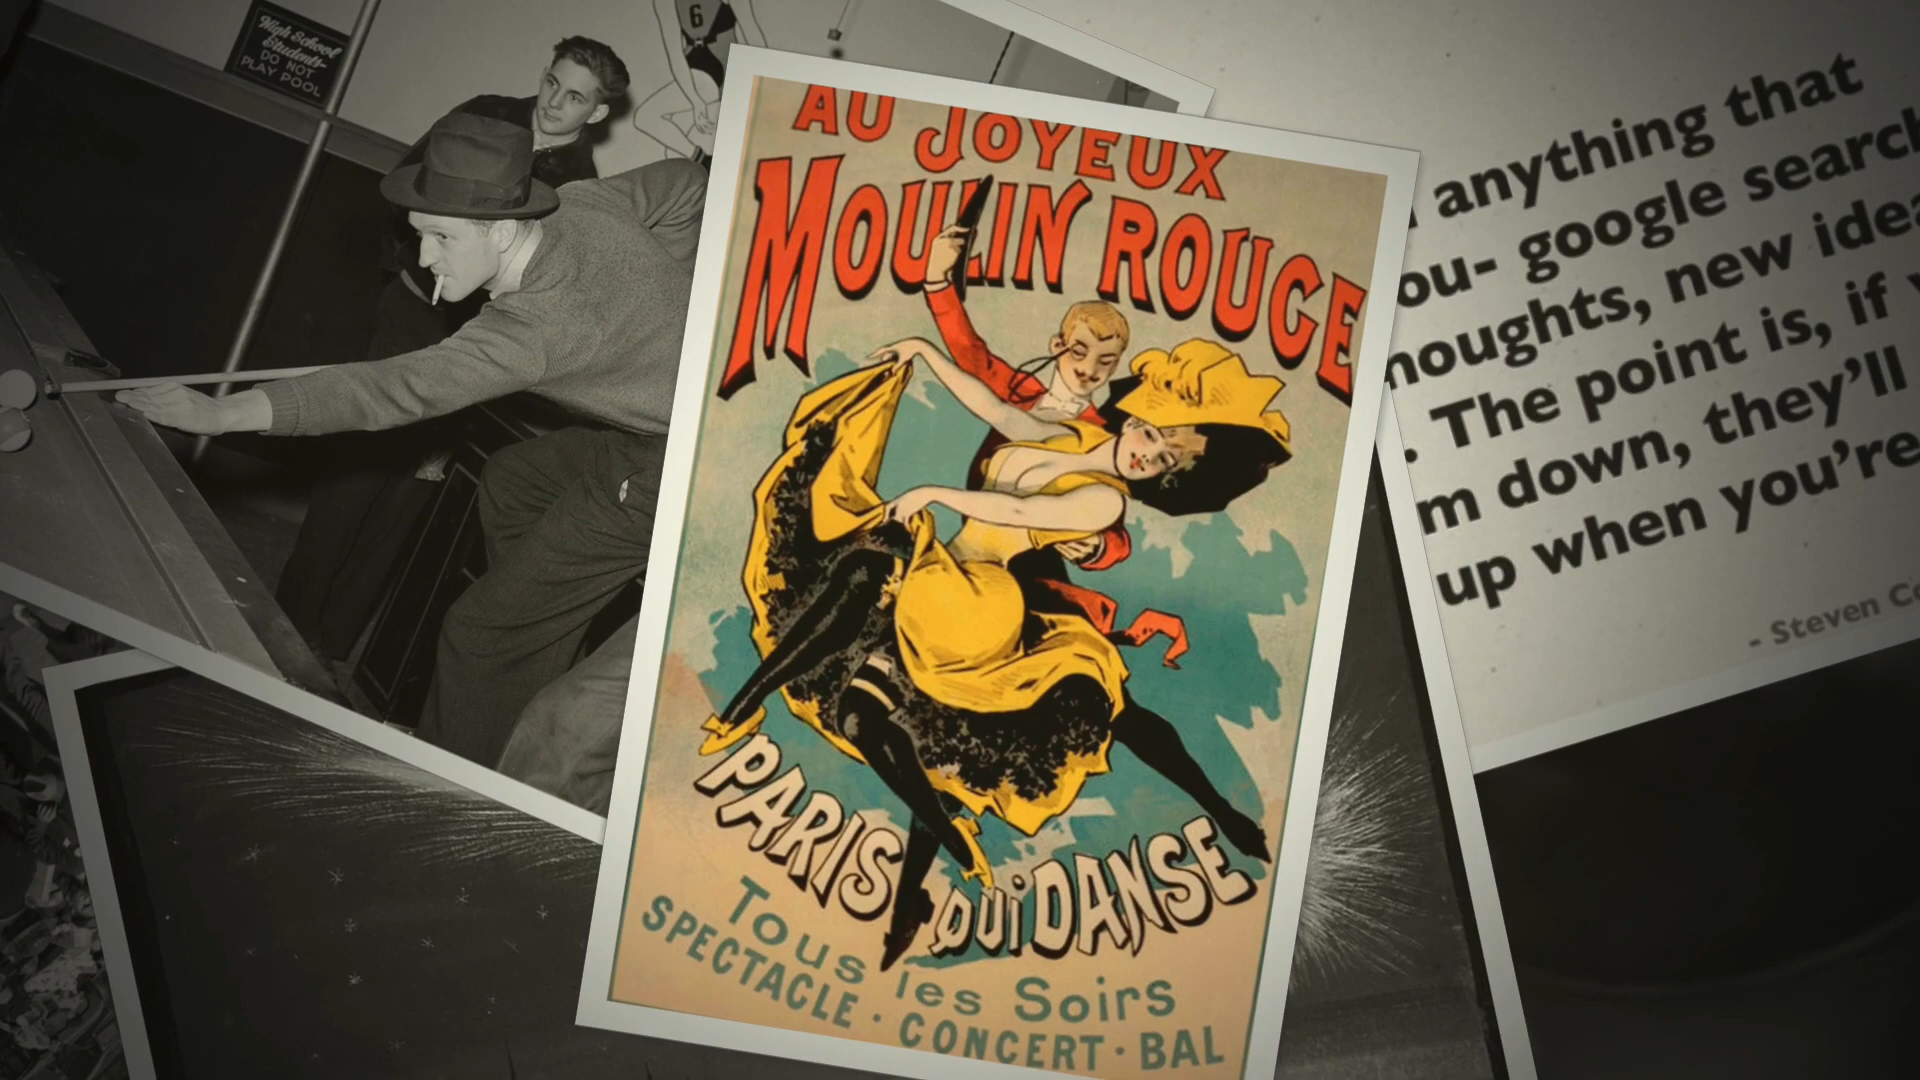 High School
Students-
DO NOT
PLAY POOL
6
AU JOYEUX
MOULIN ROUGE
PARIS QUI DANSE
Tous les Soirs
SPECTACLE · CONCERT · BAL
anything that
ou- google search
houghts, new idea
. The point is, if
m down, they'll
up when you're
- Steven Co